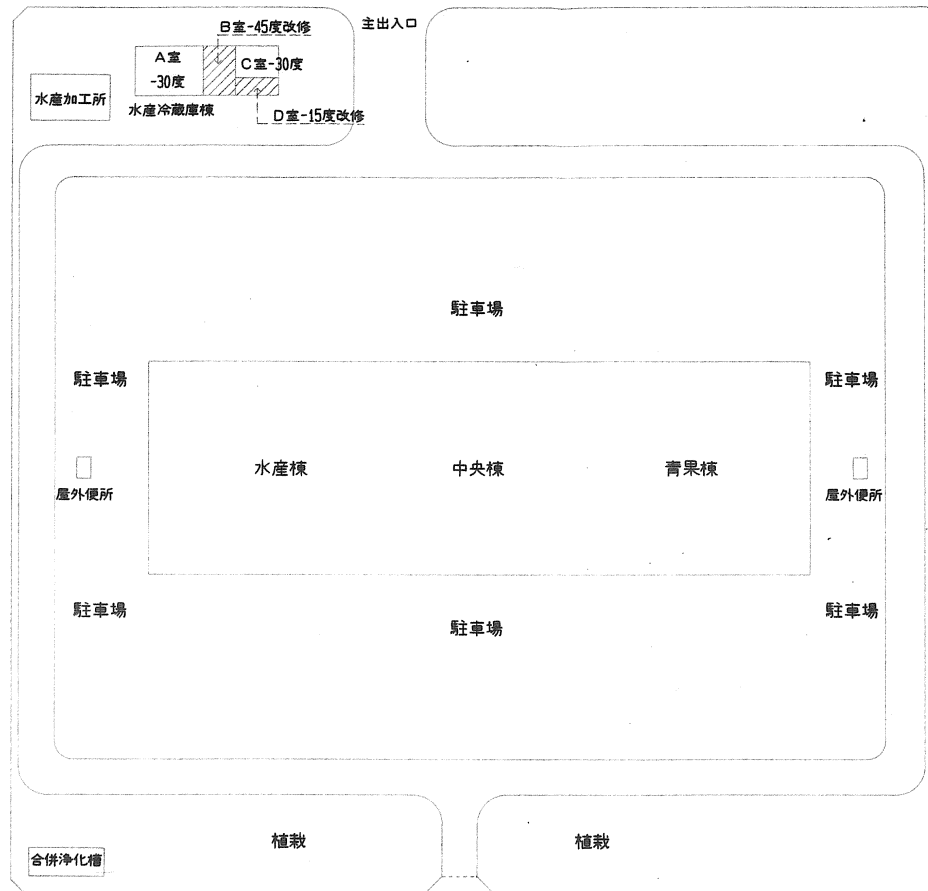 B室-45度改修
主出入口
A室
-30度
C室-30度
水産加工所
水産冷蔵庫棟
D室-15度改修
駐車場
駐車場
駐車場
水産棟
中央棟
青果棟
屋外便所
屋外便所
駐車場
駐車場
駐車場
植栽
植栽
合併浄化槽